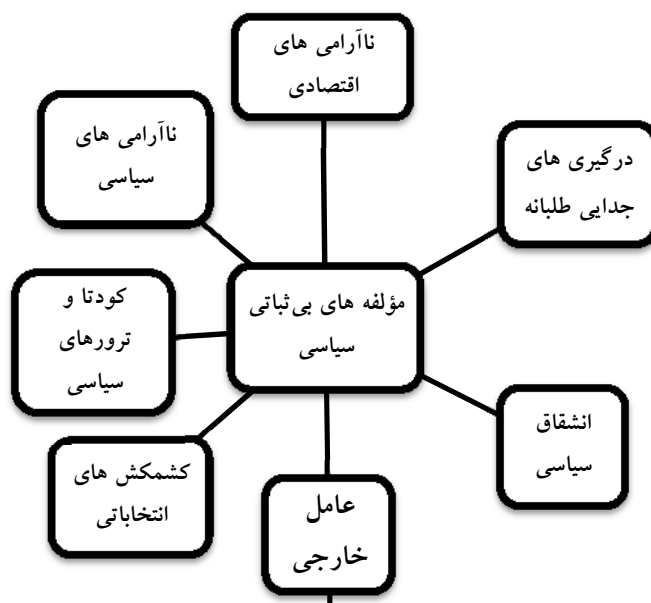 ناآرامی های
اقتصادی
ناآرامی های
سیاسی
درگیری های
جدایی طلبانه
مؤلفه های بی‌ثباتی
سیاسی
کودتا و
ترورهای
سیاسی
انشقاق
سیاسی
کشمکش های
انتخاباتی
عامل
خارجی